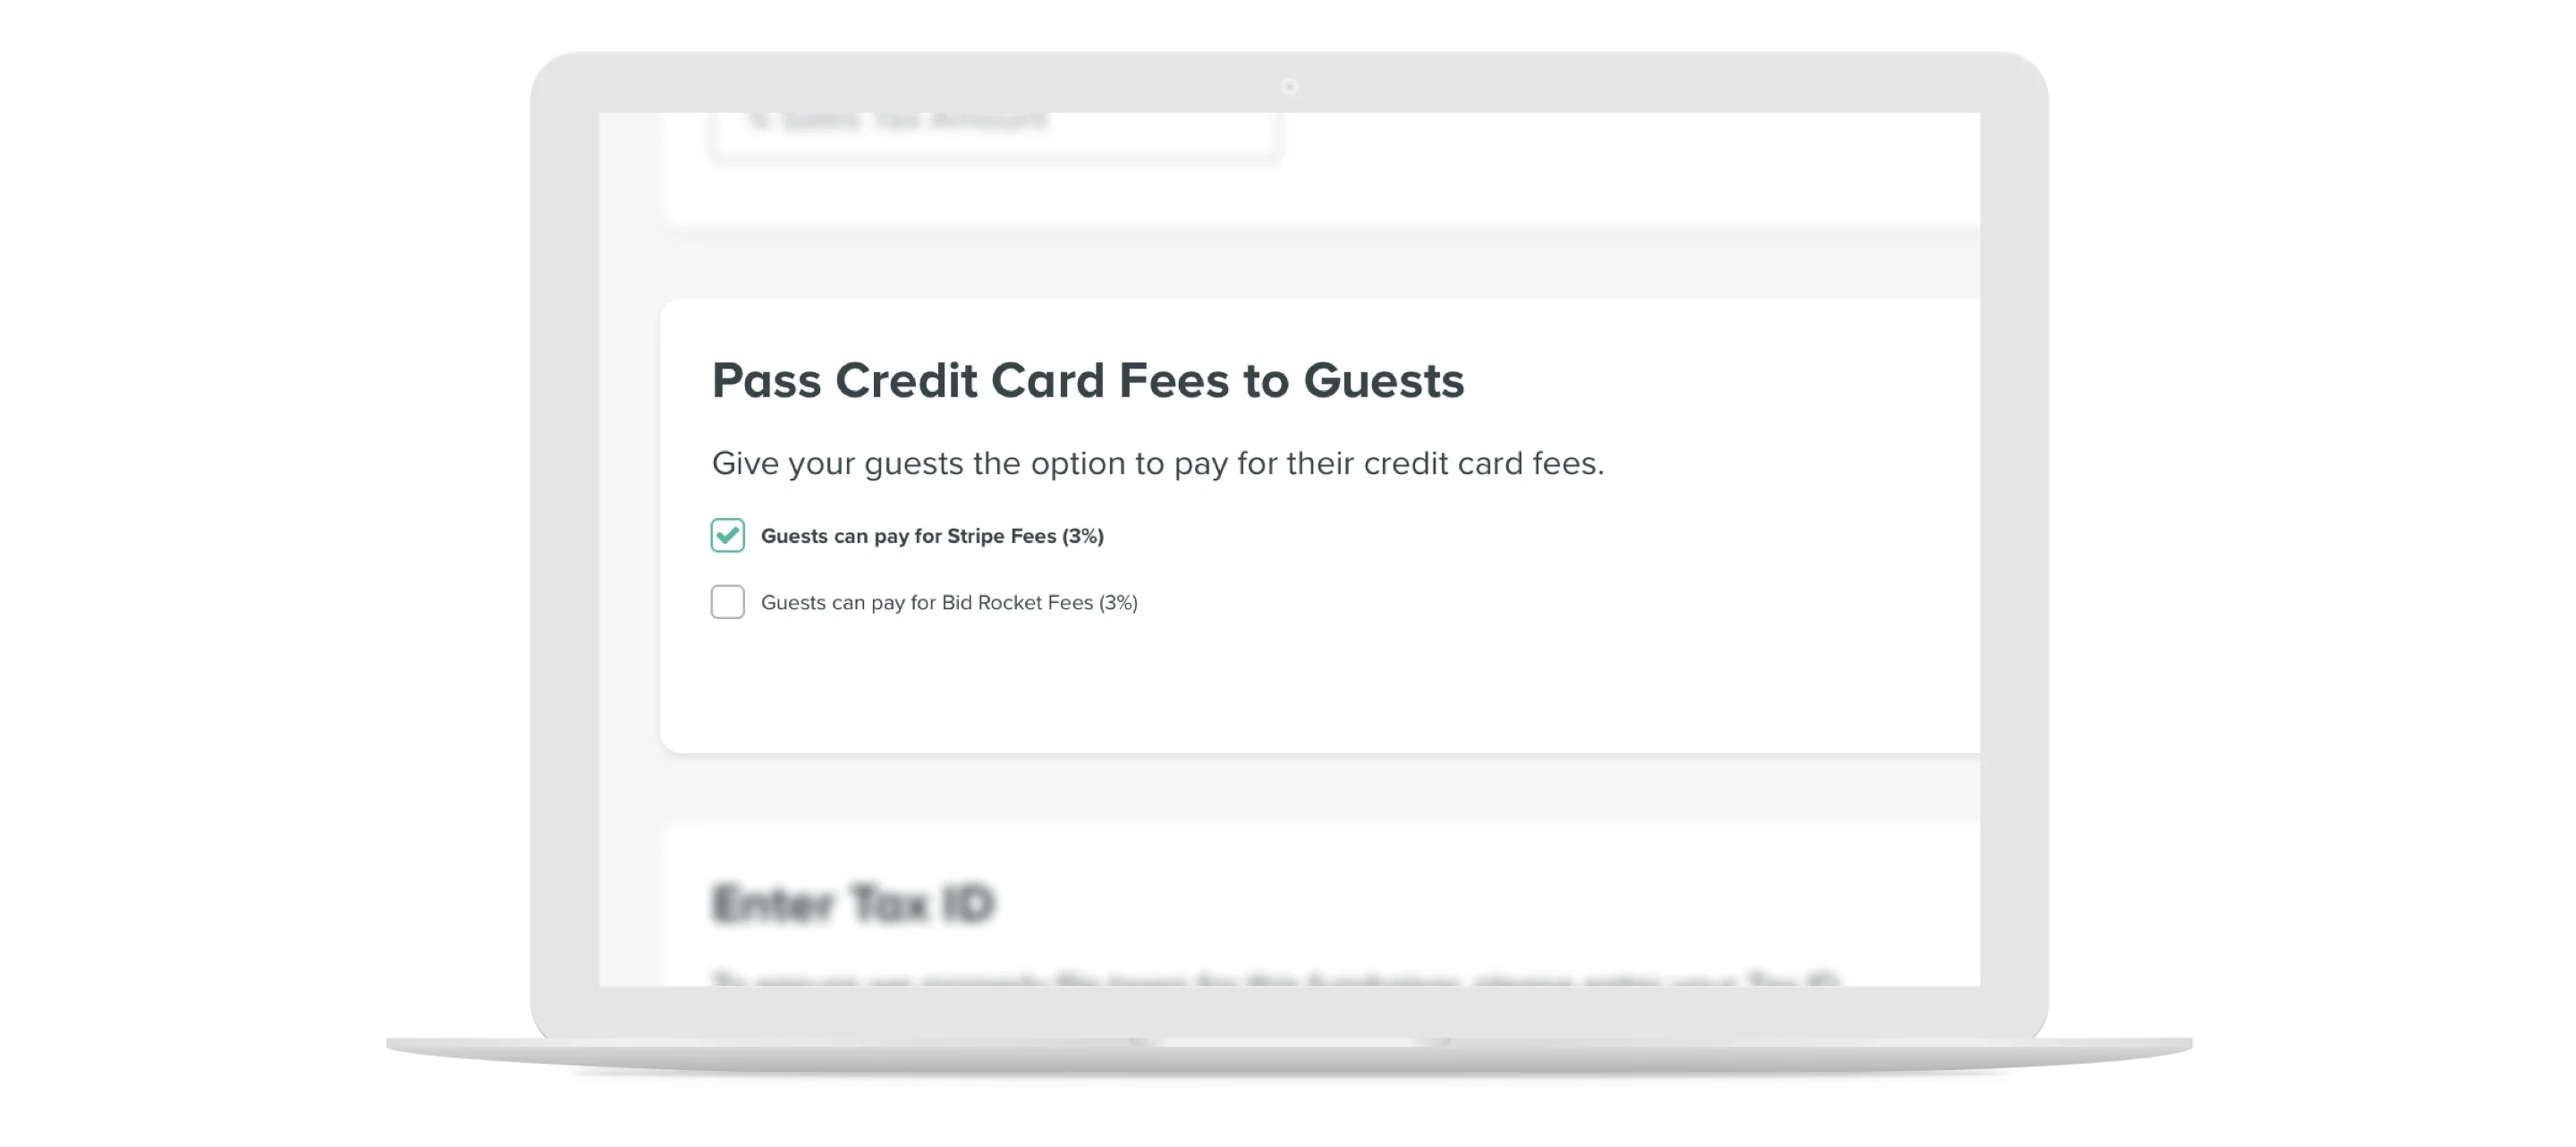 % Sales Tax Amount
Pass Credit Card Fees to Guests
Give your guests the option to pay for their credit card fees.
Guests can pay for Stripe Fees (3%)
Guests can pay for Bid Rocket Fees (3%)
Enter Tax ID